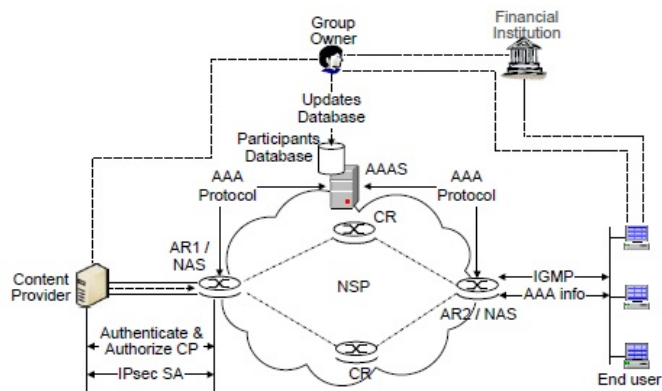 Group
Owner
Financial
Institution
Updates
Database
Participants
Database
AAAS
AAA
Protocol
AAA
Protocol
CR
AR1 /
NAS
Content
Provider
NSP
IGMP
AAA info
AR2 / NAS
Authenticate &
Authorize CP
CR
IPsec SA
End user